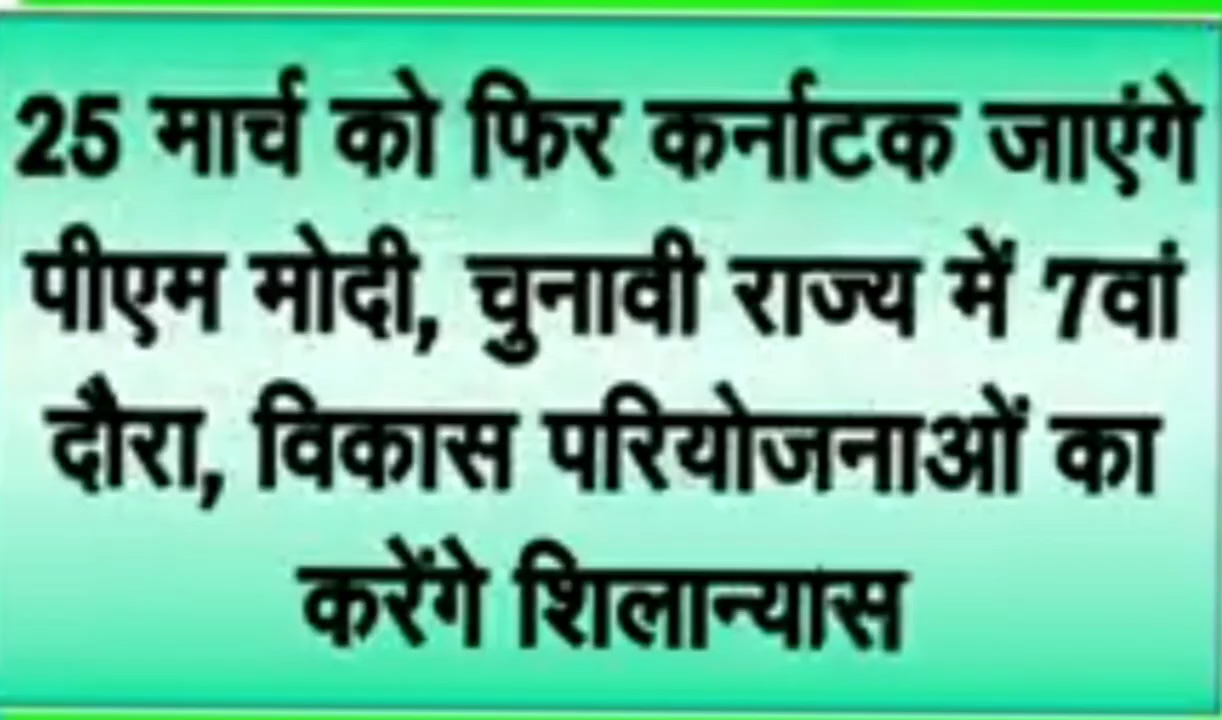 25 मार्च को फिर कर्नाटक जाएंगे
पीएम मोदी, चुनावी राज्य में 7वां
दौरा, विकास परियोजनाओं का
करेंगे शिलान्यास